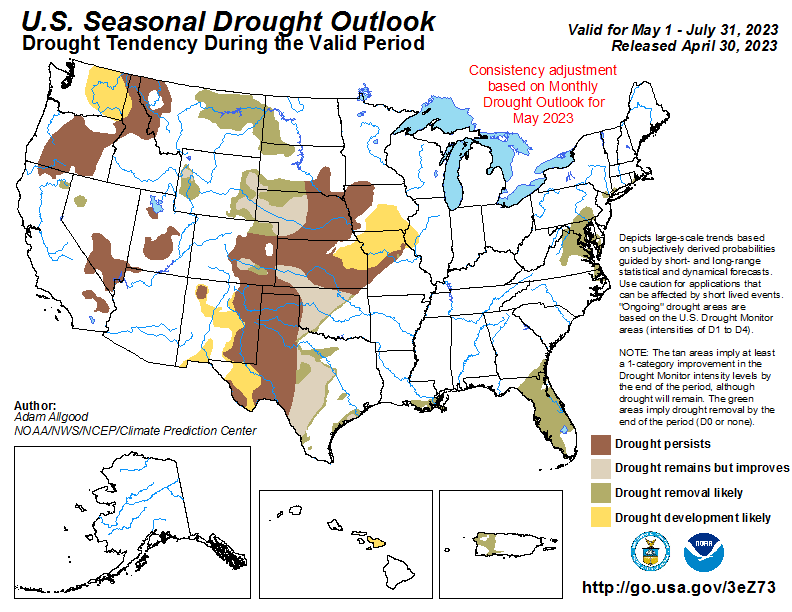 U.S. Seasonal Drought Outlook
Drought Tendency During the Valid Period
Valid for May 1 - July 31, 2023
Released April 30, 2023
Consistency adjustment
based on Monthly
Drought Outlook for
May 2023
Depicts large-scale trends based
on subjectively derived probabilities
guided by short- and long-range
statistical and dynamical forecasts.
Use caution for applications that
can be affected by short lived events.
"Ongoing" drought areas are
based on the U.S. Drought Monitor
areas (intensities of D1 to D4).
NOTE: The tan areas imply at least
a 1-category improvement in the
Drought Monitor intensity levels by
the end of the period, although
drought will remain. The green
areas imply drought removal by the
end of the period (D0 or none).
Author:
Adam Allgood
NOAA/NWS/NCEP/Climate Prediction Center
Drought persists
Drought remains but improves
Drought removal likely
Drought development likely
NOAA
http://go.usa.gov/3eZ73